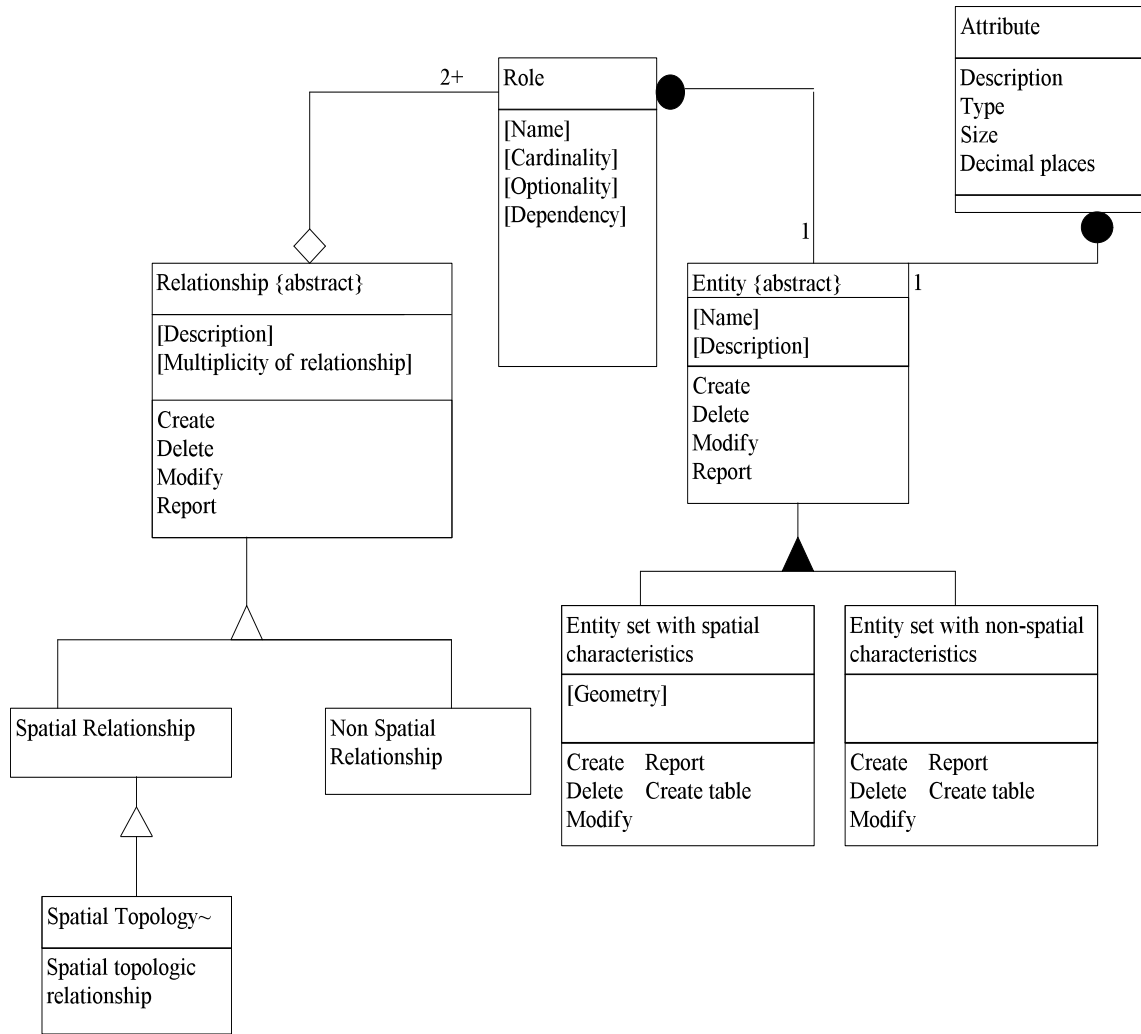 Attribute
Description
Type
Size
Decimal places
2+
Role
[Name]
[Cardinality]
[Optionality]
[Dependency]
1
1
Relationship {abstract}
[Description]
[Multiplicity of relationship]
Create
Delete
Modify
Report
Entity {abstract}
[Name]
[Description]
Create
Delete
Modify
Report
Entity set with spatial
characteristics
[Geometry]
Create Report
Delete Create table
Modify
Entity set with non-spatial
characteristics
Create Report
Delete Create table
Modify
Spatial Relationship
Non Spatial
Relationship
Spatial Topology~
Spatial topologic
relationship